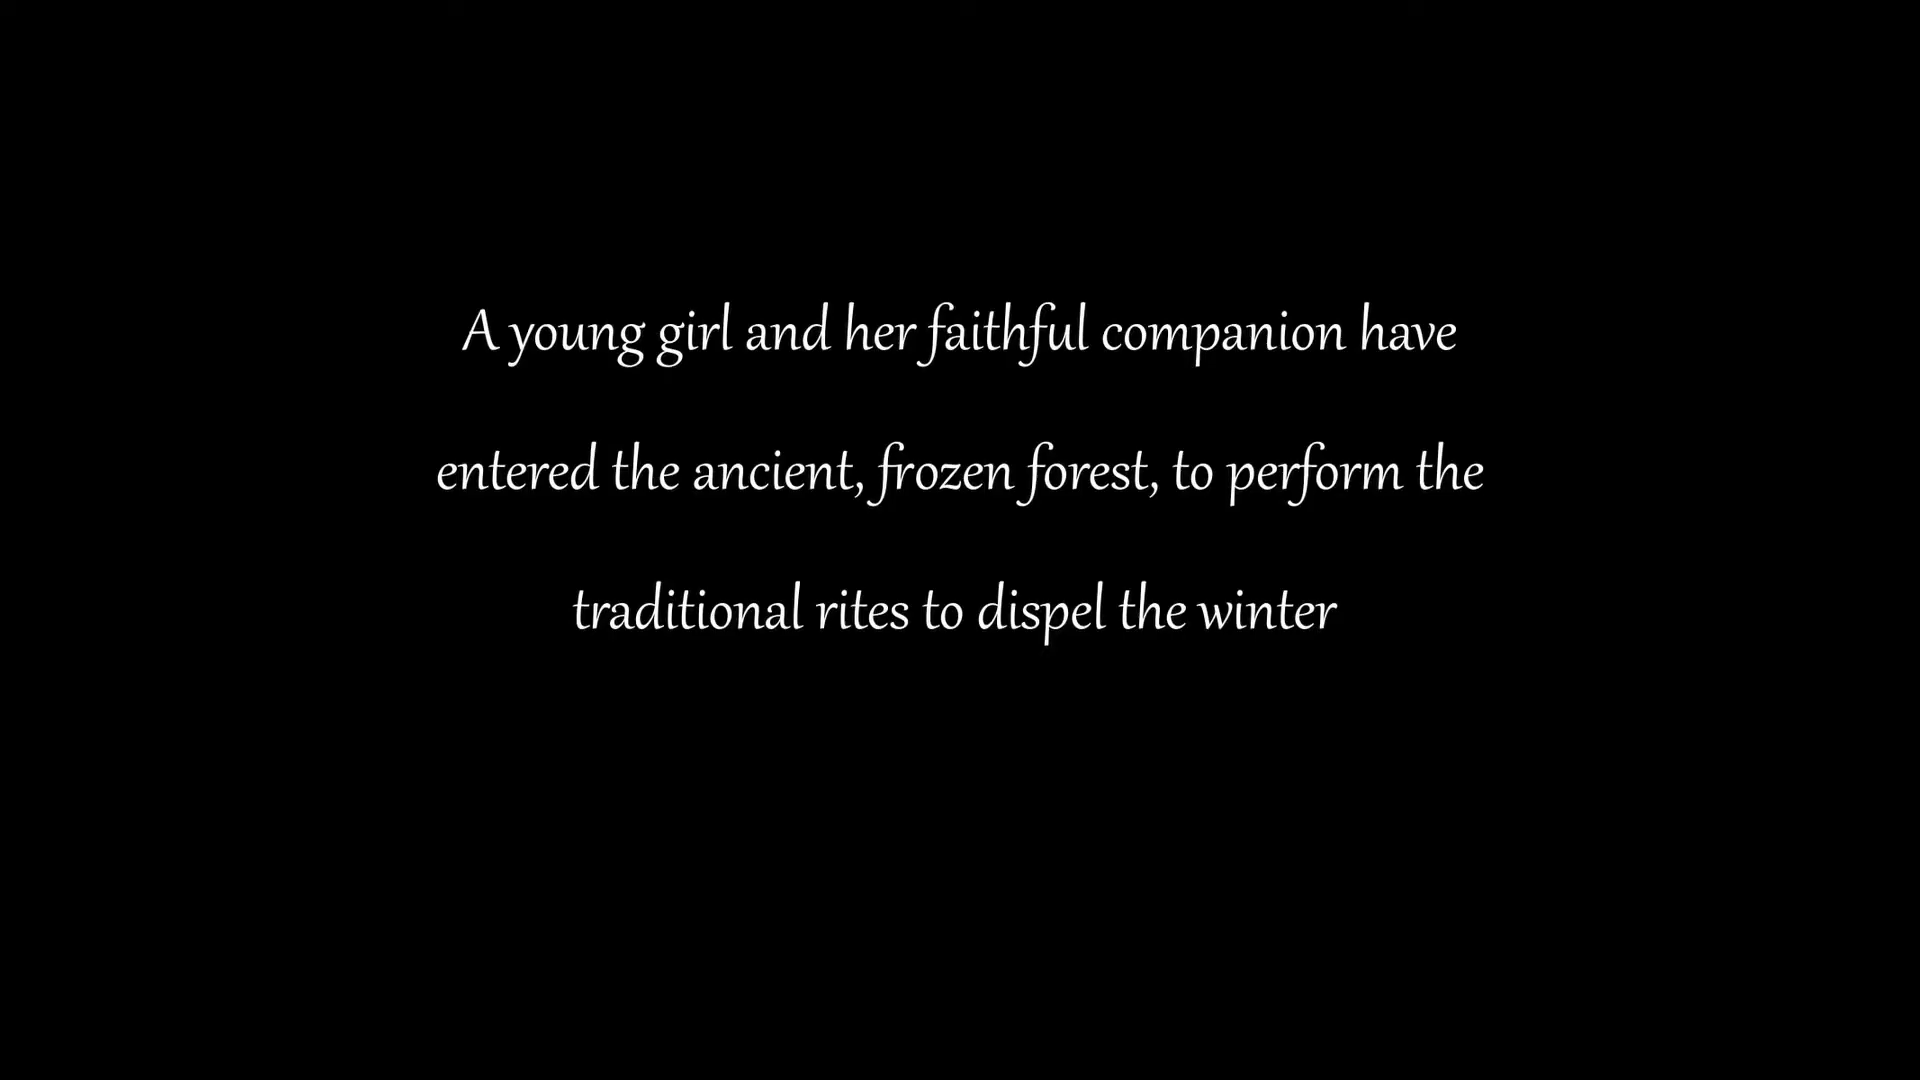 A young girl and her faithful companion have
entered the ancient, frozen forest, to perform the
traditional rites to dispel the winter